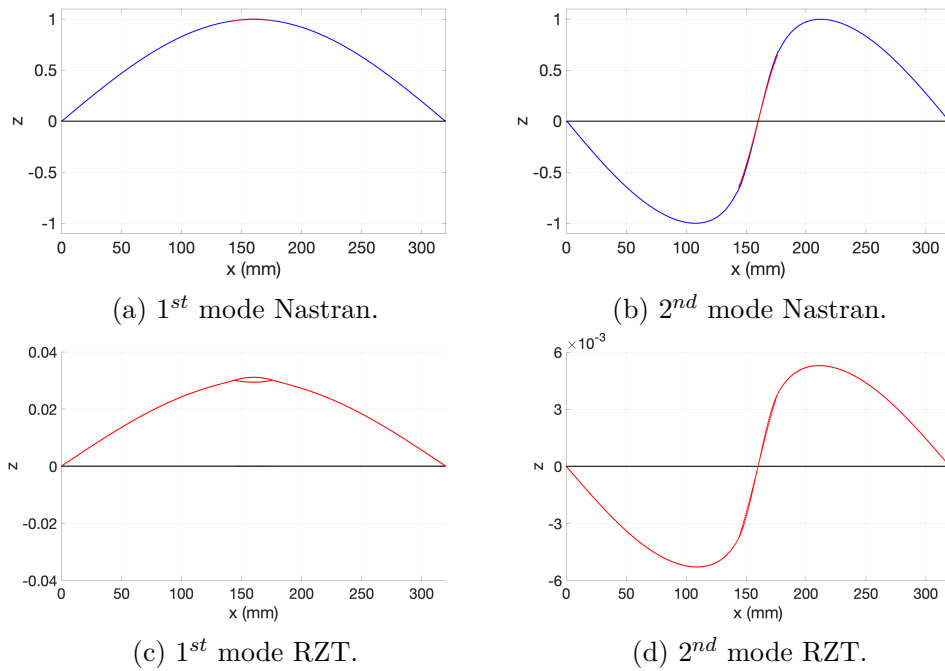 1
0.5
0
-0.5
-1
z
0 50 100 150 200 250 300
x (mm)
(a) 1st mode Nastran.
1
0.5
0
-0.5
-1
z
0 50 100 150 200 250 300
x (mm)
(b) 2nd mode Nastran.
0.04
0.02
0
-0.02
-0.04
z
0 50 100 150 200 250 300
x (mm)
(c) 1st mode RZT.
×10-3
6
3
0
-3
-6
z
0 50 100 150 200 250 300
x (mm)
(d) 2nd mode RZT.